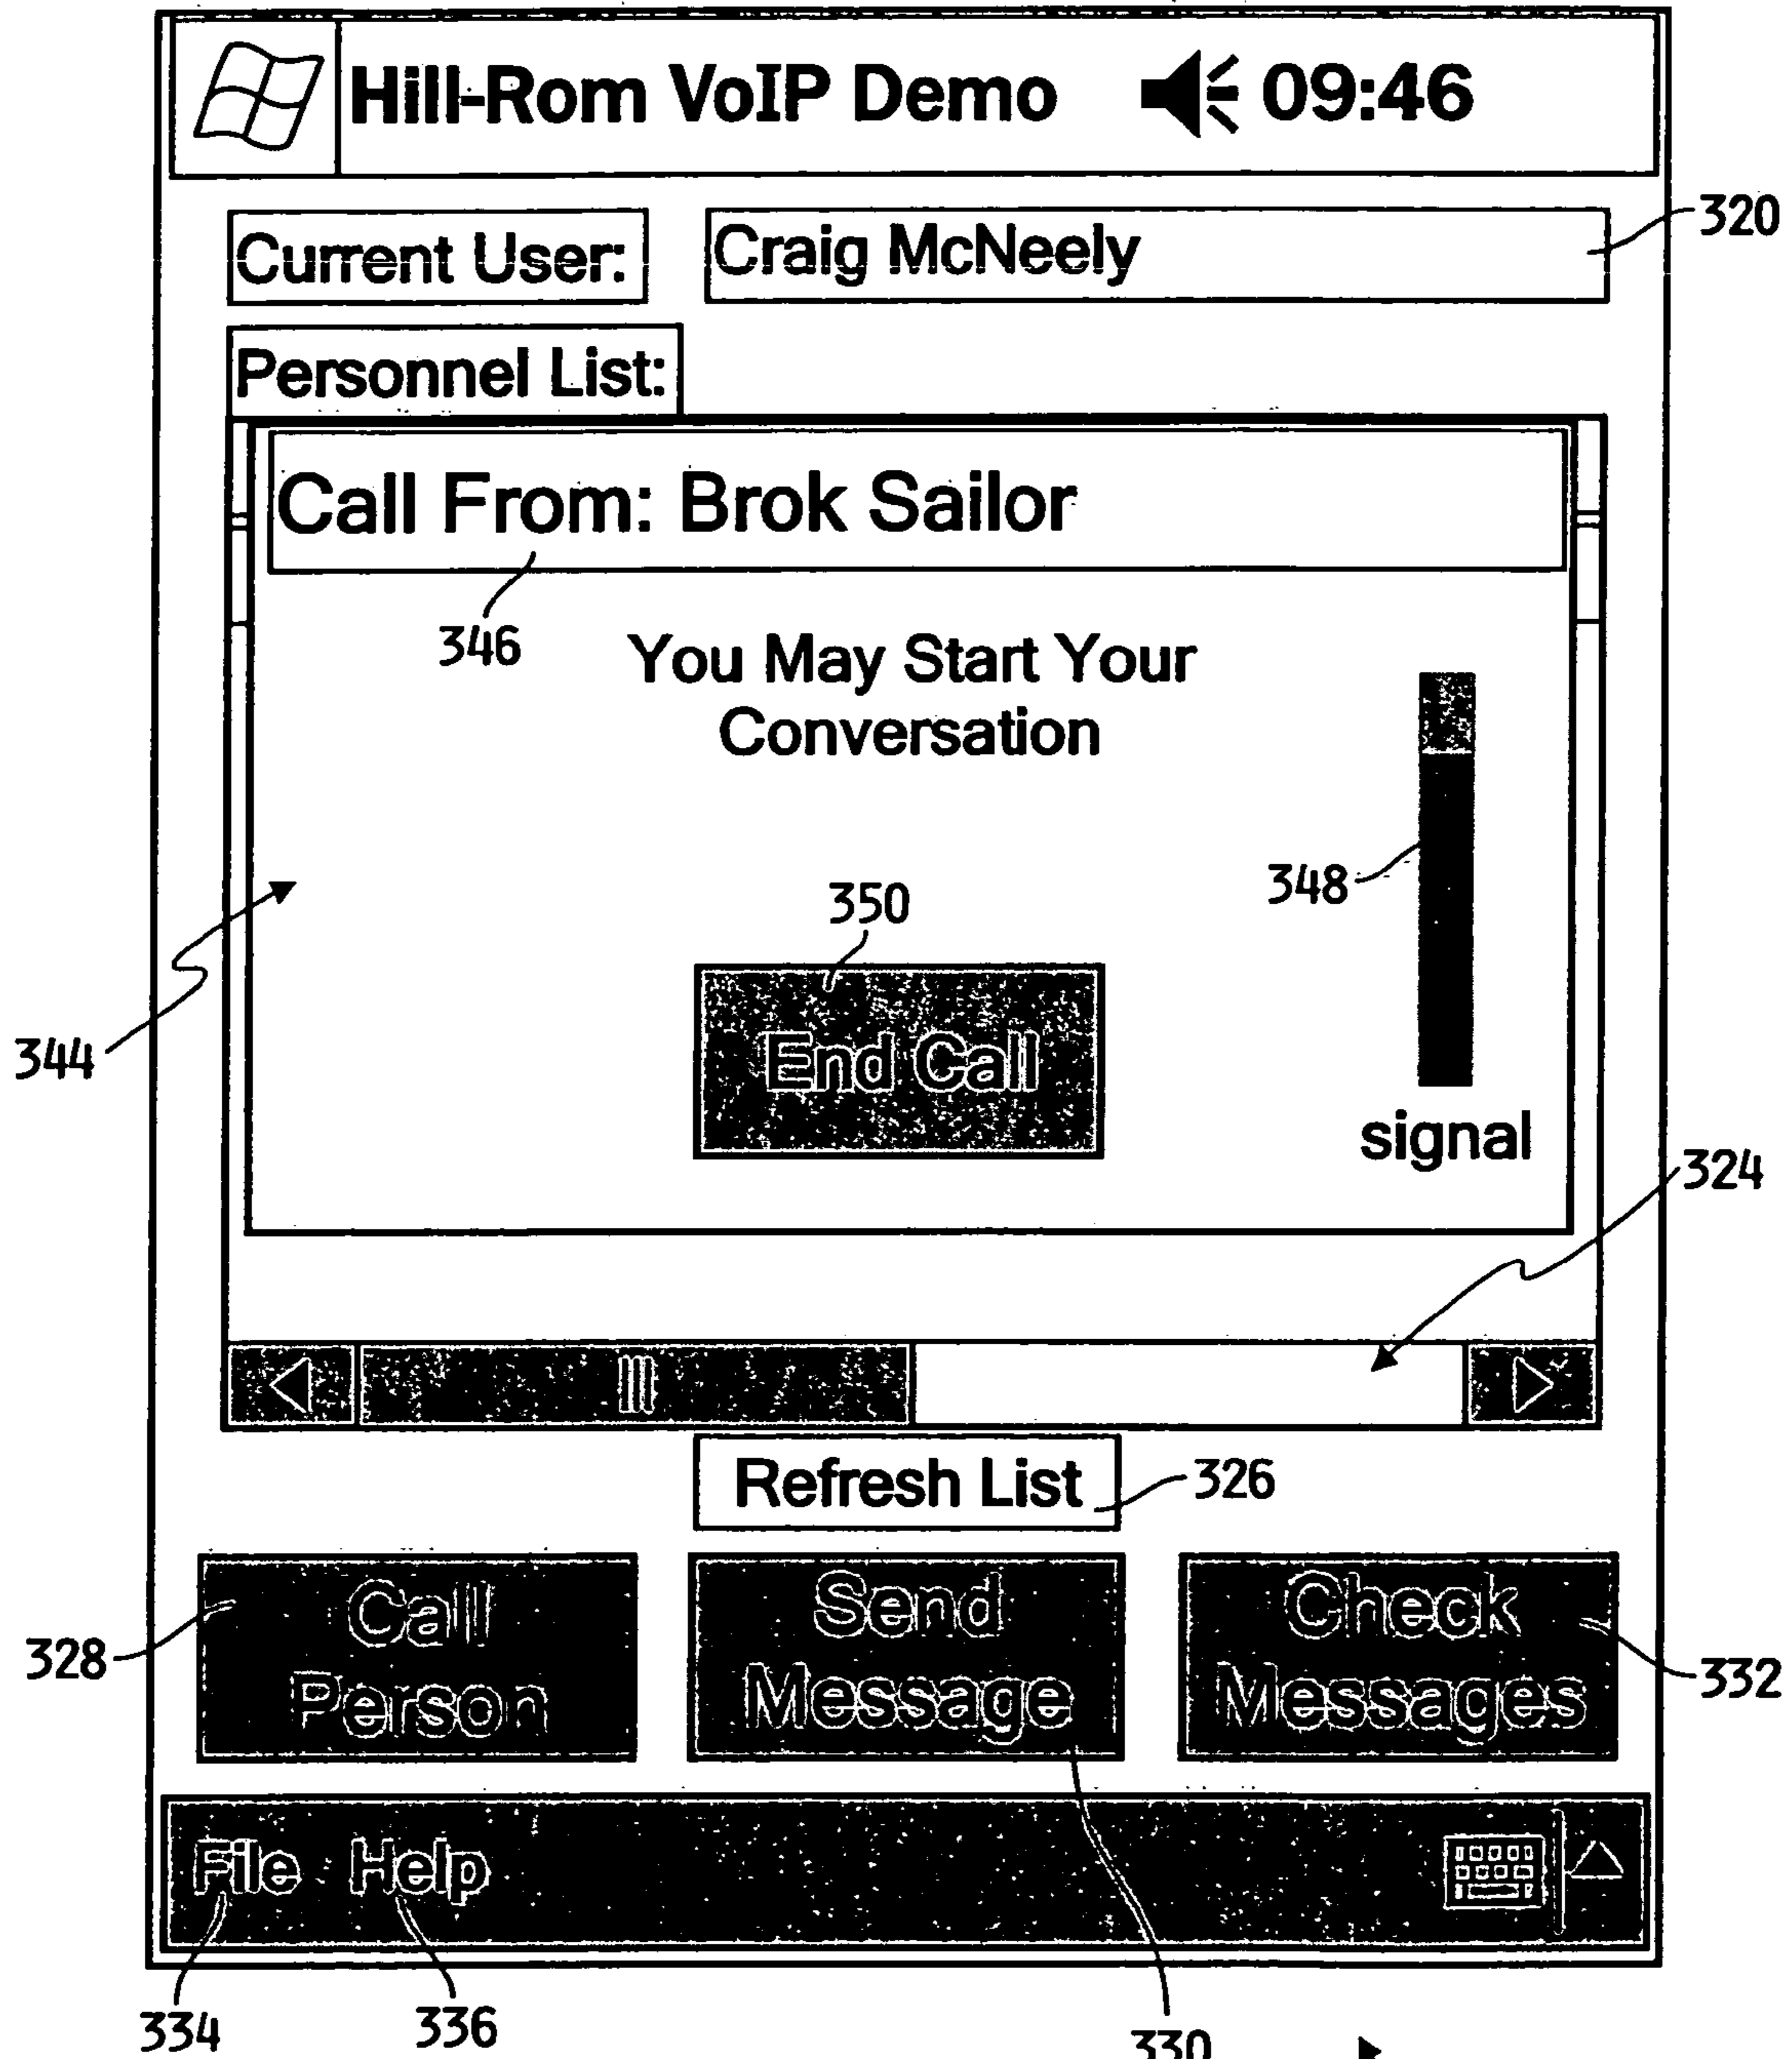 Hill-Rom VoIP Demo 09:46
320
Current User: Craig McNeely
Personnel List:
Call From: Brok Sailor
346
You May Start Your
Conversation
348
350
344
End Call
signal
324
Refresh List
326
Call
Person
Send
Message
Check
Messages
328
332
File Help
334
336
330